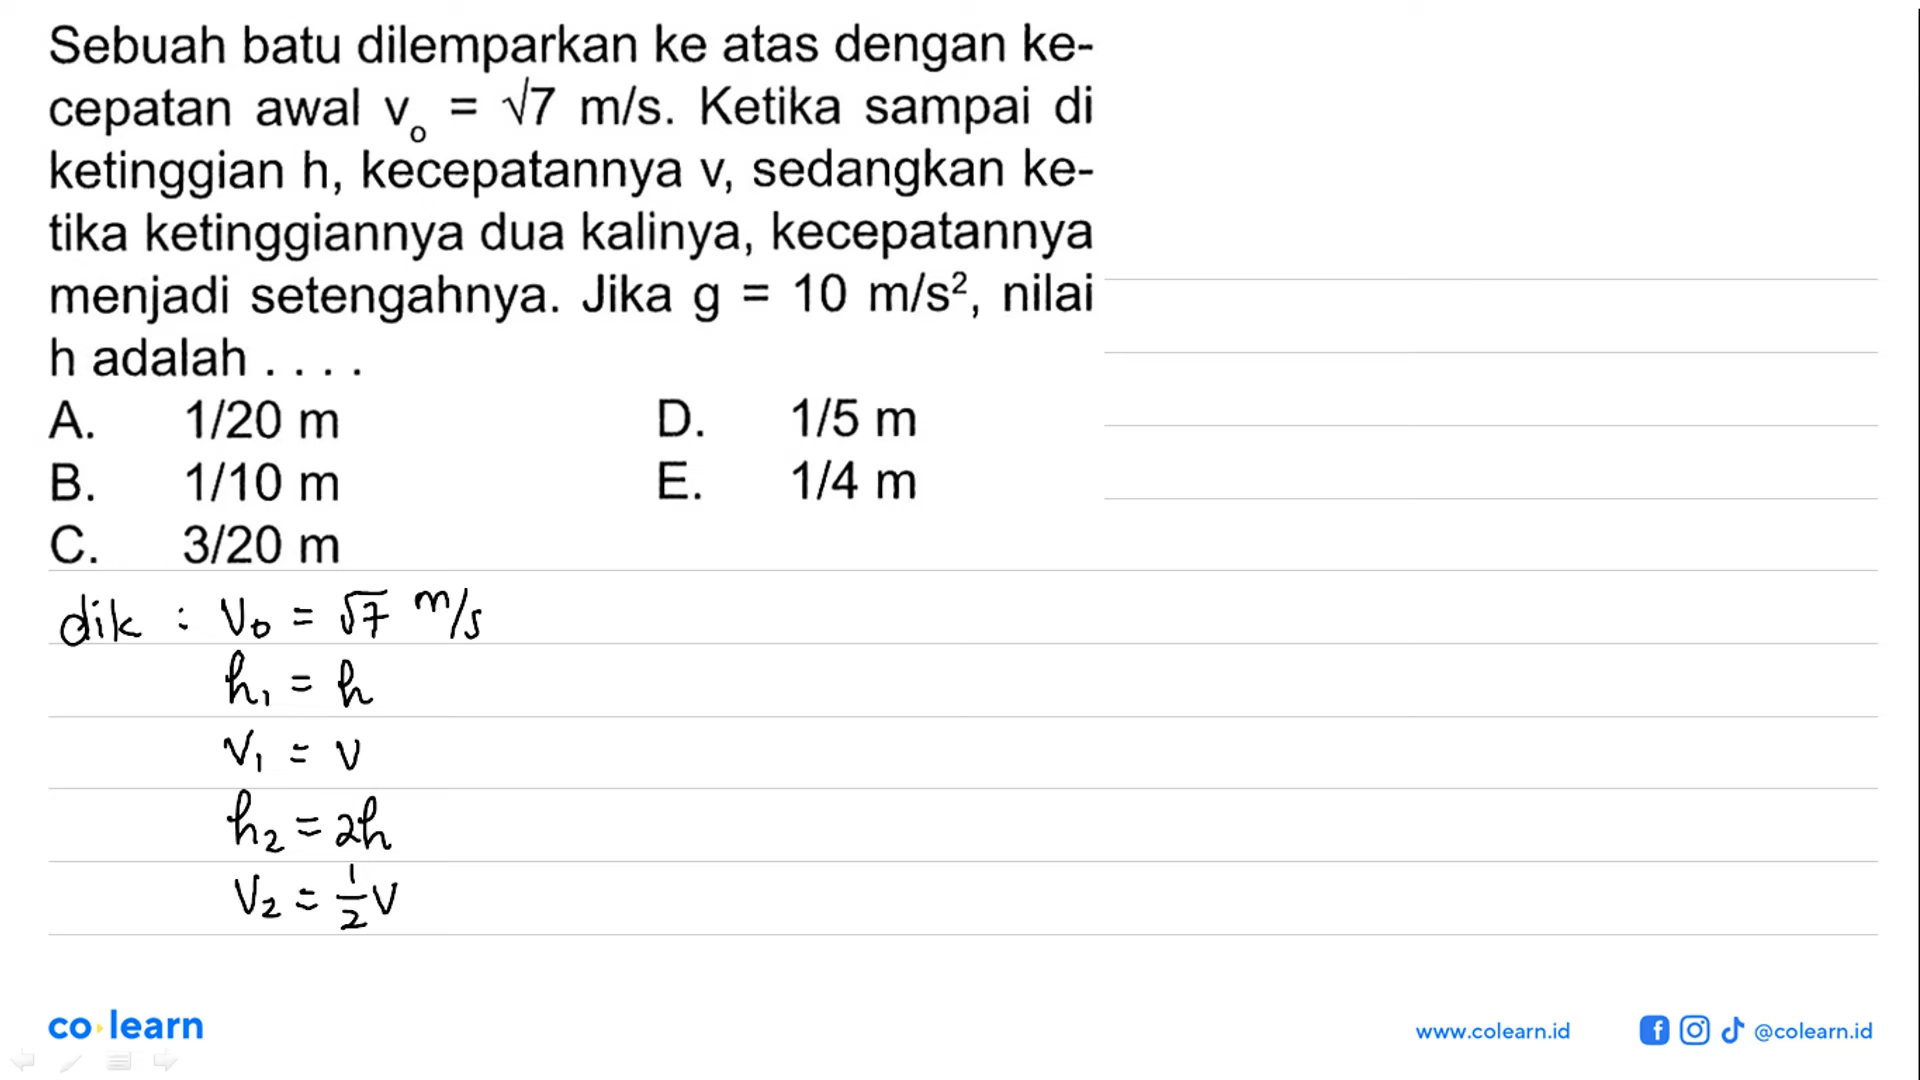 Sebuah batu dilemparkan ke atas dengan ke-
cepatan awal v₀ = √7 m/s. Ketika sampai di
ketinggian h, kecepatannya v, sedangkan ke-
tika ketinggiannya dua kalinya, kecepatannya
menjadi setengahnya. Jika g = 10 m/s², nilai
h adalah . . . .
A. 1/20 m D. 1/5 m
B. 1/10 m E. 1/4 m
C. 3/20 m
dik : V₀ = √7 m/s
h₁ = h
V₁ = V
h₂ = 2h
V₂ = 1/2 V
co learn
www.colearn.id @colearn.id